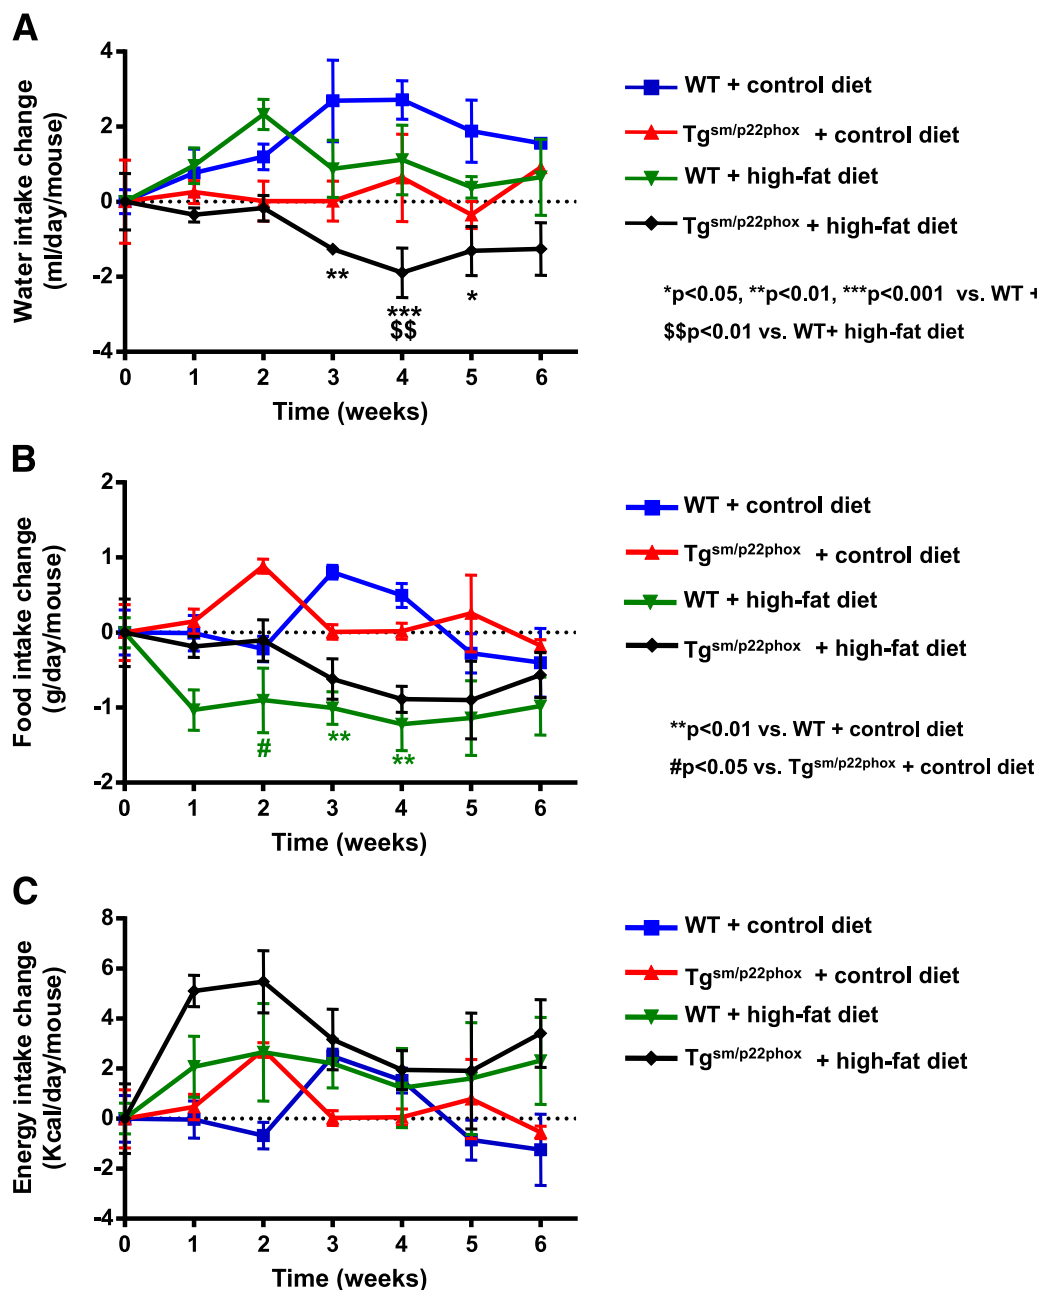 A
Water intake change
(ml/day/mouse)
4
2
0
-2
-4
**
***
$$
*
0 1 2 3 4 5 6
Time (weeks)
WT + control diet
Tgsm/p22phox + control diet
WT + high-fat diet
Tgsm/p22phox + high-fat diet
*p<0.05, **p<0.01, ***p<0.001 vs. WT +
$$p<0.01 vs. WT+ high-fat diet
B
Food intake change
(g/day/mouse)
2
1
0
-1
-2
#
**
**
0 1 2 3 4 5 6
Time (weeks)
WT + control diet
Tgsm/p22phox + control diet
WT + high-fat diet
Tgsm/p22phox + high-fat diet
**p<0.01 vs. WT + control diet
#p<0.05 vs. Tgsm/p22phox + control diet
C
Energy intake change
(Kcal/day/mouse)
8
6
4
2
0
-2
-4
0 1 2 3 4 5 6
Time (weeks)
WT + control diet
Tgsm/p22phox + control diet
WT + high-fat diet
Tgsm/p22phox + high-fat diet